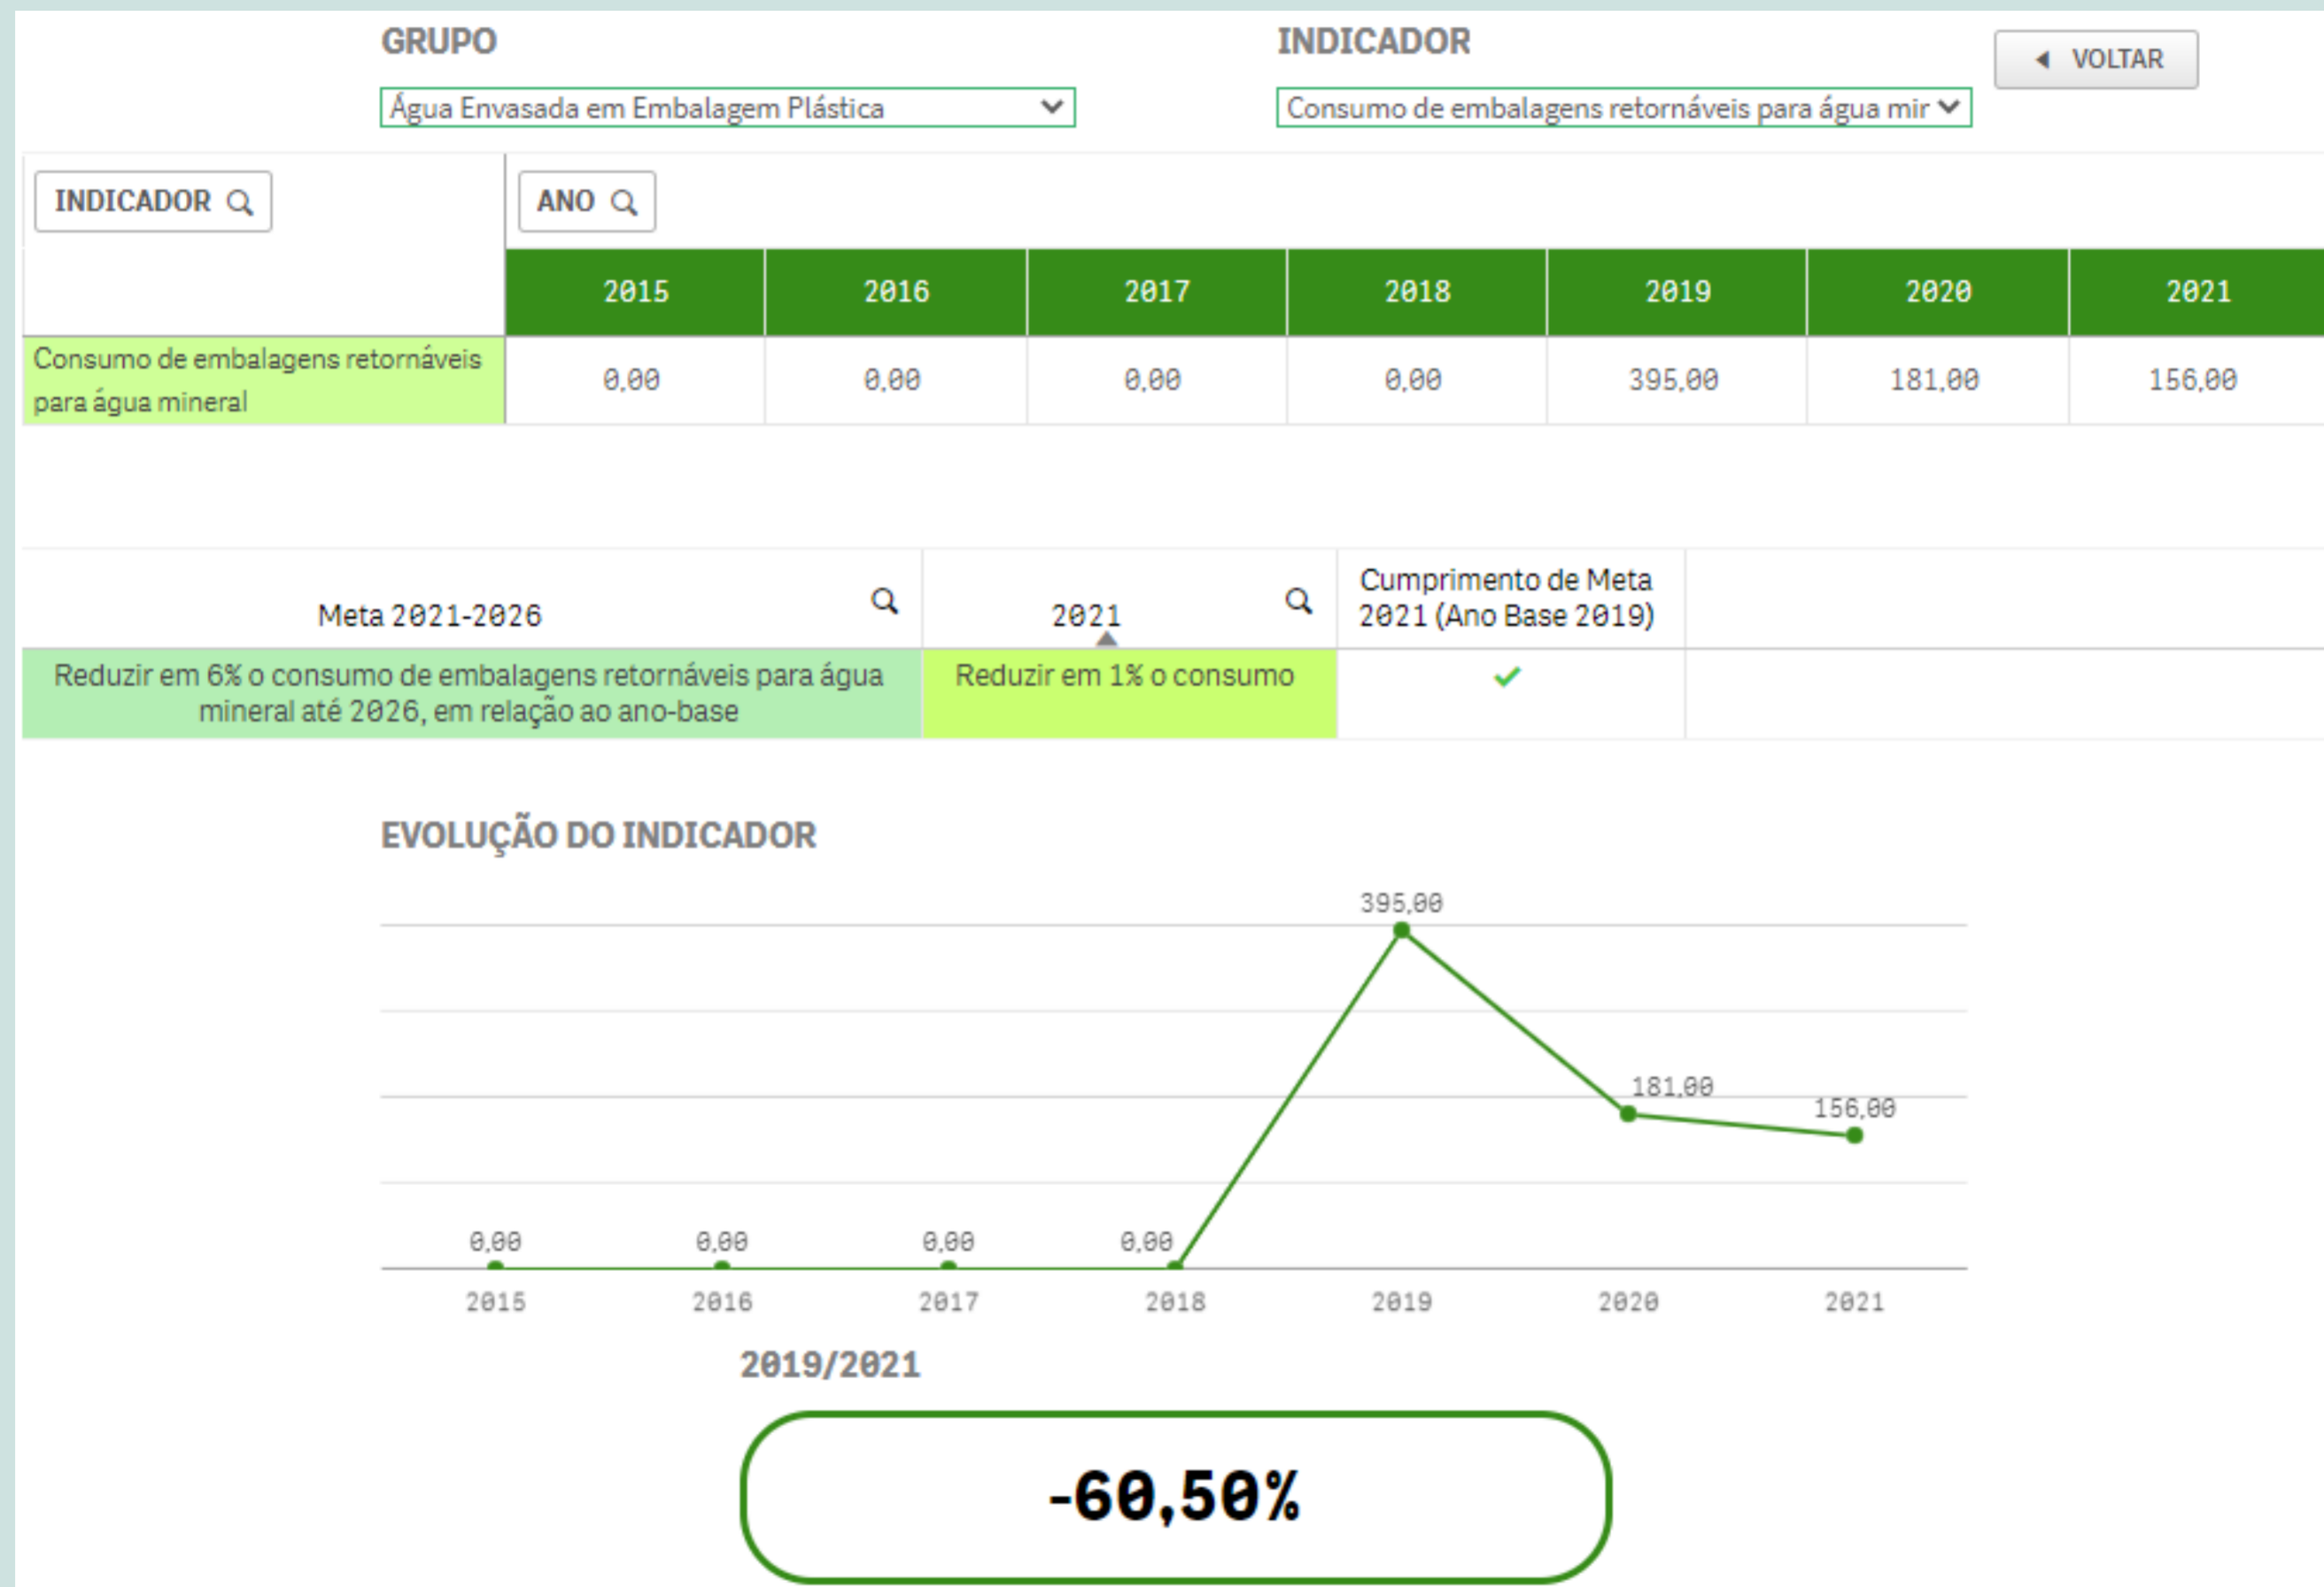 GRUPO
INDICADOR
VOLTAR
Água Envasada em Embalagem Plástica
Consumo de embalagens retornáveis para água mir
INDICADOR
ANO
2015 2016 2017 2018 2019 2020 2021
Consumo de embalagens retornáveis
para água mineral
0,00 0,00 0,00 0,00 395,00 181,00 156,00
Meta 2021-2026
2021
Cumprimento de Meta
2021 (Ano Base 2019)
Reduzir em 6% o consumo de embalagens retornáveis para água
mineral até 2026, em relação ao ano-base
Reduzir em 1% o consumo
EVOLUÇÃO DO INDICADOR
395,00
181,00
156,00
0,00 0,00 0,00 0,00
2015 2016 2017 2018 2019 2020 2021
2019/2021
-60,50%